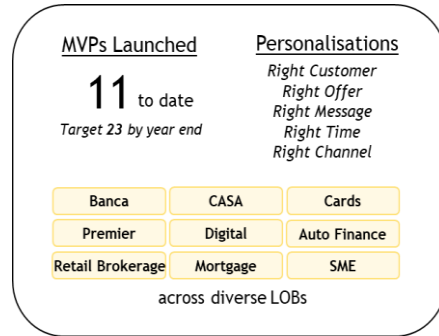 MVPs Launched
11 to date
Target 23 by year end
Personalisations
Right Customer
Right Offer
Right Message
Right Time
Right Channel
Banca CASA Cards
Premier Digital Auto Finance
Retail Brokerage Mortgage SME
across diverse LOBs